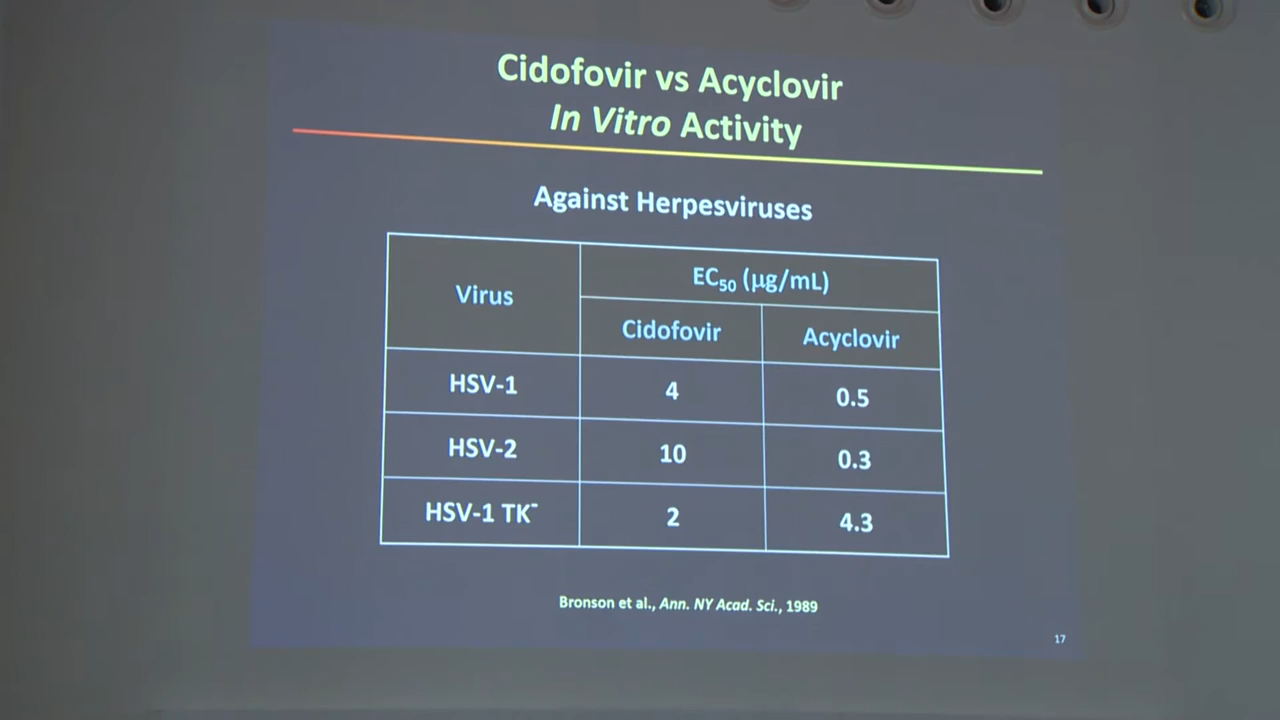 Cidofovir vs Acyclovir
In Vitro Activity
Against Herpesviruses
Virus
EC₅₀ (µg/mL)
Cidofovir
Acyclovir
HSV-1
4
0.5
HSV-2
10
0.3
HSV-1 TK⁻
2
4.3
Bronson et al., Ann. NY Acad. Sci., 1989
17